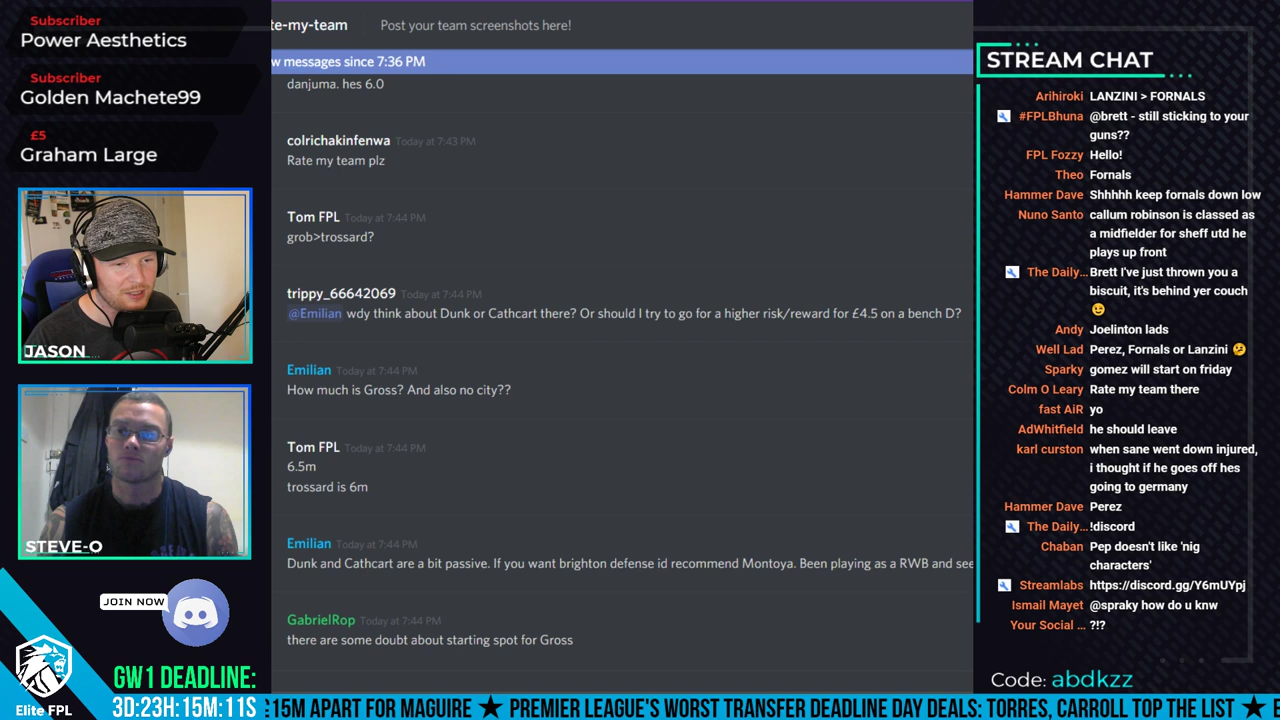 Subscriber
Power Aesthetics
Subscriber
Golden Machete99
£5
Graham Large
JASON
STEVE-O
JOIN NOW
GW1 DEADLINE:
3D:23H:15M:11S
Elite FPL
te-my-team Post your team screenshots here!
w messages since 7:36 PM
danjuma. hes 6.0
colrichakinfenwa Today at 7:43 PM
Rate my team plz
Tom FPL Today at 7:44 PM
grob>trossard?
trippy_66642069 Today at 7:44 PM
@Emilian wdy think about Dunk or Cathcart there? Or should I try to go for a higher risk/reward for £4.5 on a bench D?
Emilian Today at 7:44 PM
How much is Gross? And also no city??
Tom FPL Today at 7:44 PM
6.5m
trossard is 6m
Emilian Today at 7:44 PM
Dunk and Cathcart are a bit passive. If you want brighton defense id recommend Montoya. Been playing as a RWB and see
GabrielRop Today at 7:44 PM
there are some doubt about starting spot for Gross
STREAM CHAT
Arihiroki LANZINI > FORNALS
#FPLBhuna @brett - still sticking to your
guns??
FPL Fozzy Hello!
Theo Fornals
Hammer Dave Shhhhh keep fornals down low
Nuno Santo callum robinson is classed as
a midfielder for sheff utd he
plays up front
The Daily... Brett I've just thrown you a
biscuit, it's behind yer couch
😉
Andy Joelinton lads
Well Lad Perez, Fornals or Lanzini 🤔
Sparky gomez will start on friday
Colm O Leary Rate my team there
fast AiR yo
AdWhitfield he should leave
karl curston when sane went down injured,
i thought if he goes off hes
going to germany
Hammer Dave Perez
The Daily... !discord
Chaban Pep doesn't like 'nig
characters'
Streamlabs https://discord.gg/Y6mUYpj
Ismail Mayet @spraky how do u knw
Your Social ... ?!?
Code: abdkzz
£15M APART FOR MAGUIRE ★ PREMIER LEAGUE'S WORST TRANSFER DEADLINE DAY DEALS: TORRES, CARROLL TOP THE LIST ★